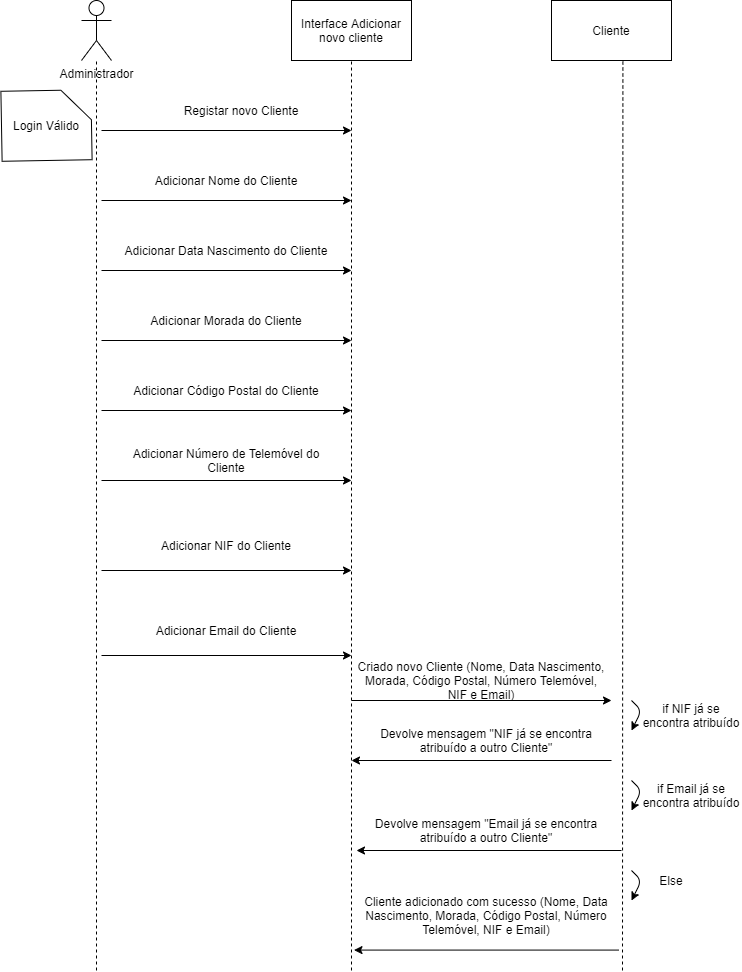 Interface Adicionar
novo cliente
Cliente
Administrador
Login Válido
Registar novo Cliente
Adicionar Nome do Cliente
Adicionar Data Nascimento do Cliente
Adicionar Morada do Cliente
Adicionar Código Postal do Cliente
Adicionar Número de Telemóvel do
Cliente
Adicionar NIF do Cliente
Adicionar Email do Cliente
Criado novo Cliente (Nome, Data Nascimento,
Morada, Código Postal, Número Telemóvel,
NIF e Email)
if NIF já se
encontra atribuído
Devolve mensagem "NIF já se encontra
atribuído a outro Cliente"
if Email já se
encontra atribuído
Devolve mensagem "Email já se encontra
atribuído a outro Cliente"
Else
Cliente adicionado com sucesso (Nome, Data
Nascimento, Morada, Código Postal, Número
Telemóvel, NIF e Email)